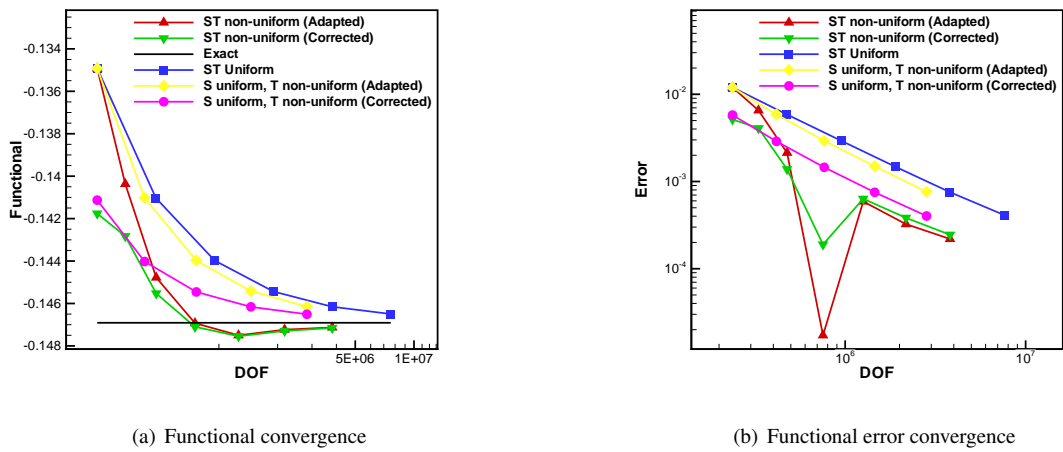 ST non-uniform (Adapted)
ST non-uniform (Corrected)
Exact
ST Uniform
S uniform, T non-uniform (Adapted)
S uniform, T non-uniform (Corrected)
-0.134
-0.136
-0.138
-0.14
-0.142
-0.144
-0.146
-0.148
Functional
5E+06
1E+07
DOF
(a) Functional convergence
ST non-uniform (Adapted)
ST non-uniform (Corrected)
ST Uniform
S uniform, T non-uniform (Adapted)
S uniform, T non-uniform (Corrected)
10⁻²
10⁻³
10⁻⁴
Error
10⁶
10⁷
DOF
(b) Functional error convergence